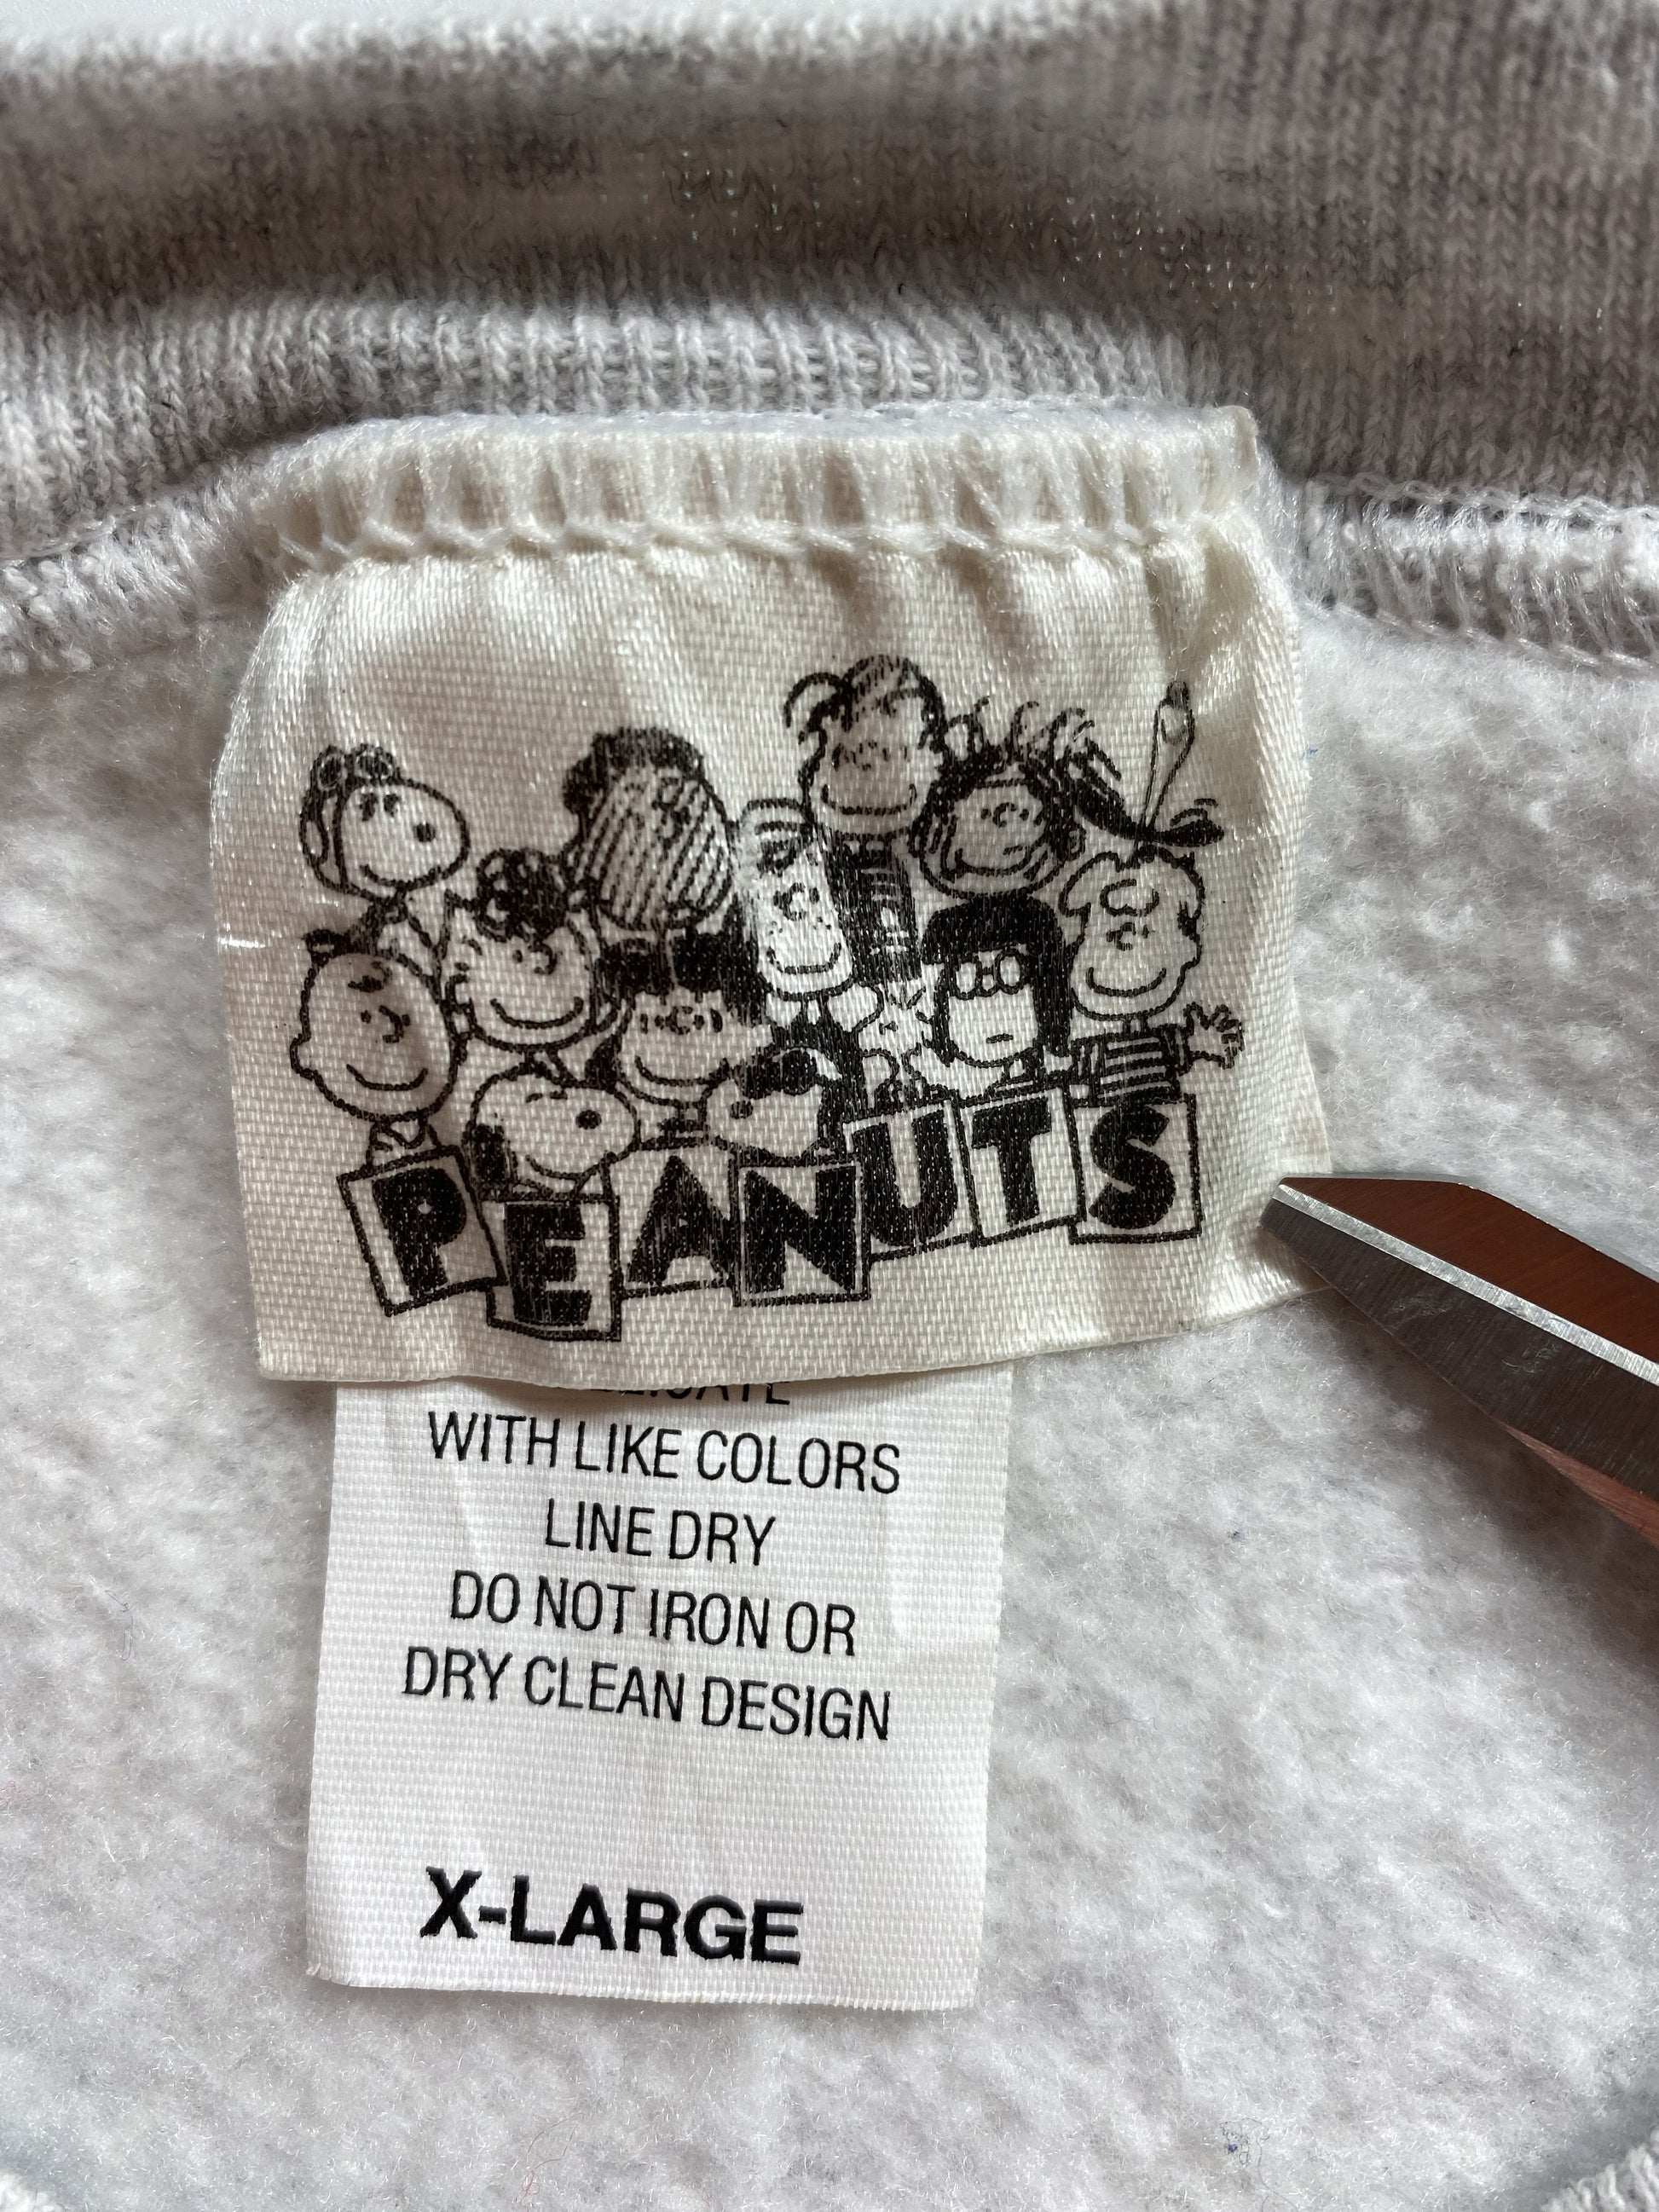 PEANUTS
WITH LIKE COLORS
LINE DRY
DO NOT IRON OR
DRY CLEAN DESIGN
X-LARGE